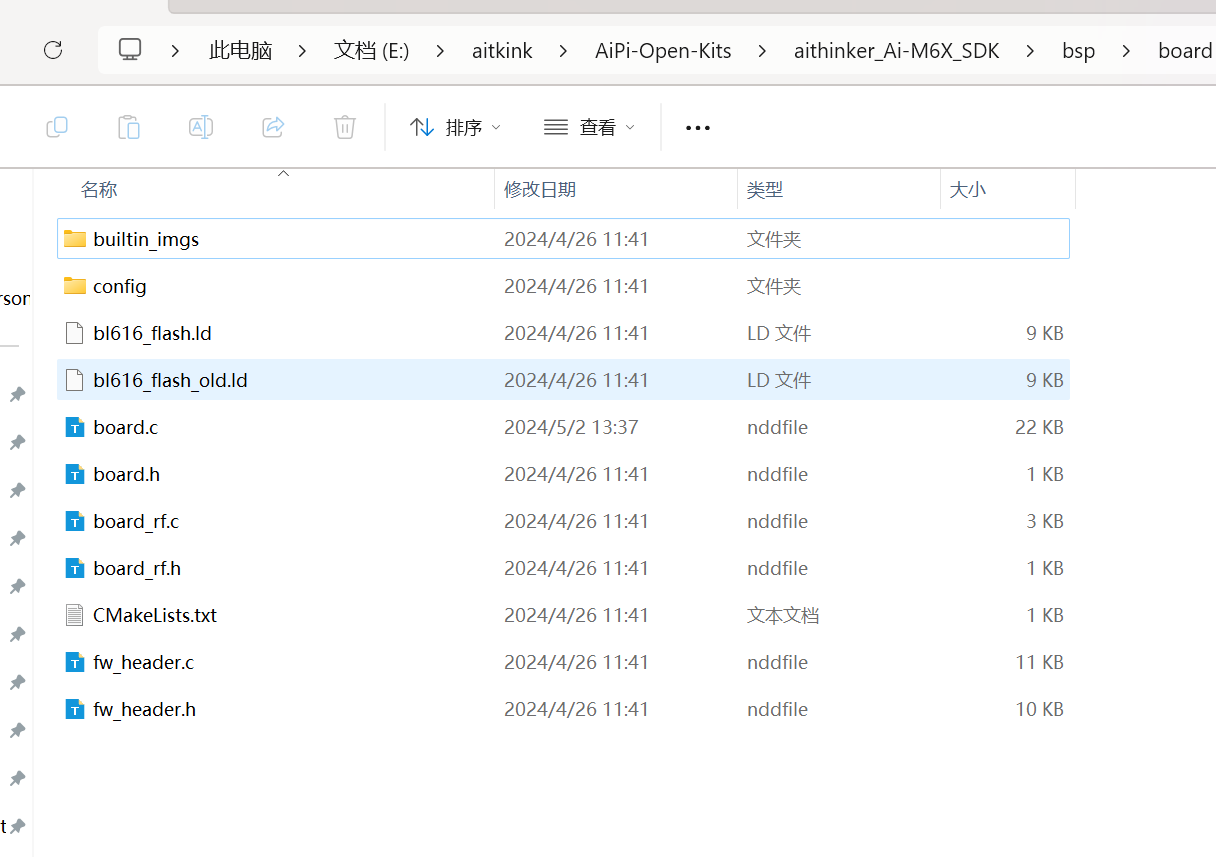 此电脑 文档 (E:) aitkink AiPi-Open-Kits aithinker_Ai-M6X_SDK bsp board
排序 查看
名称 修改日期 类型 大小
builtin_imgs 2024/4/26 11:41 文件夹
config 2024/4/26 11:41 文件夹
rson
bl616_flash.ld 2024/4/26 11:41 LD 文件 9 KB
bl616_flash_old.ld 2024/4/26 11:41 LD 文件 9 KB
board.c 2024/5/2 13:37 nddfile 22 KB
board.h 2024/4/26 11:41 nddfile 1 KB
board_rf.c 2024/4/26 11:41 nddfile 3 KB
board_rf.h 2024/4/26 11:41 nddfile 1 KB
CMakeLists.txt 2024/4/26 11:41 文本文档 1 KB
fw_header.c 2024/4/26 11:41 nddfile 11 KB
fw_header.h 2024/4/26 11:41 nddfile 10 KB
t